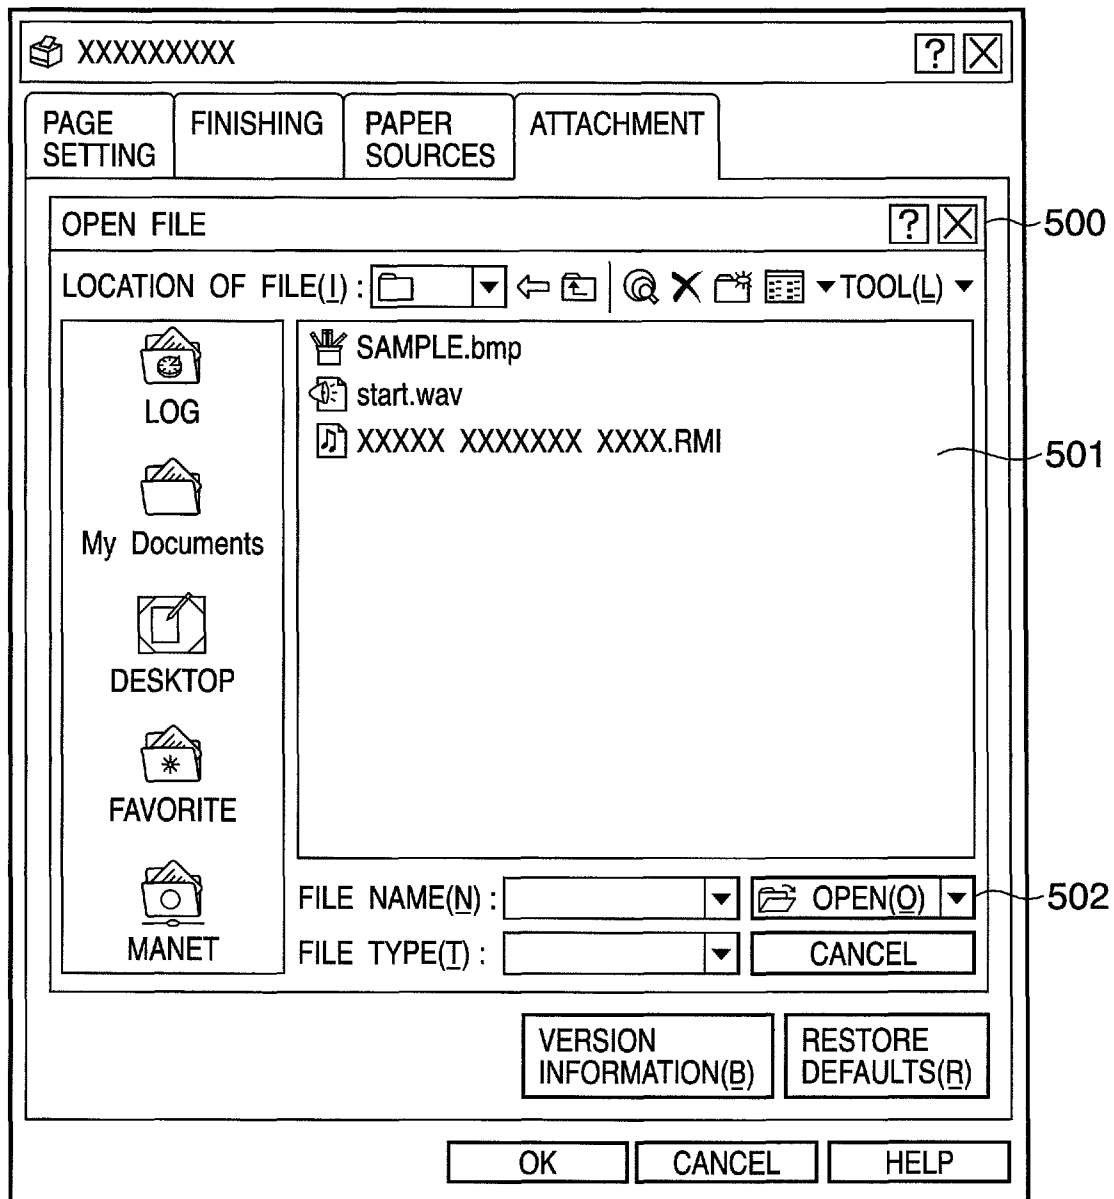 XXXXXXXXX ?
PAGE SETTING FINISHING PAPER SOURCES ATTACHMENT
OPEN FILE ? 500
LOCATION OF FILE(I) : TOOL(L)
LOG
My Documents
DESKTOP
FAVORITE
MANET
SAMPLE.bmp
start.wav
XXXXX XXXXXXX XXXX.RMI
501
FILE NAME(N) : OPEN(O) 502
FILE TYPE(T) : CANCEL
VERSION
INFORMATION(B)
RESTORE
DEFAULTS(R)
OK CANCEL HELP